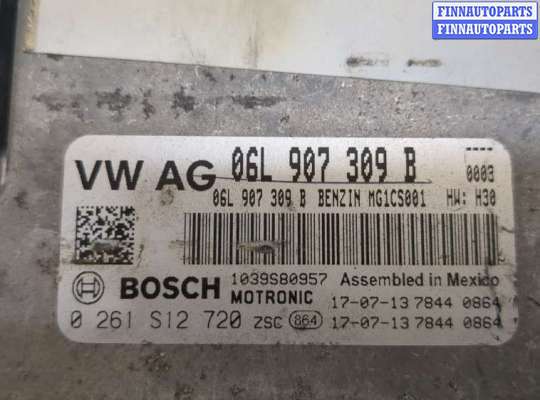 FINNAUTOPARTS
FINNAUTOPARTS
VW AG 06L 907 309 B
0003
06L 907 309 B BENZIN MG1CS001 HW: H30
BOSCH 1039S80957 Assembled in Mexico
MOTRONIC 17-07-13 7844 0864
0 261 S12 720 ZSC 864 17-07-13 7844 0864